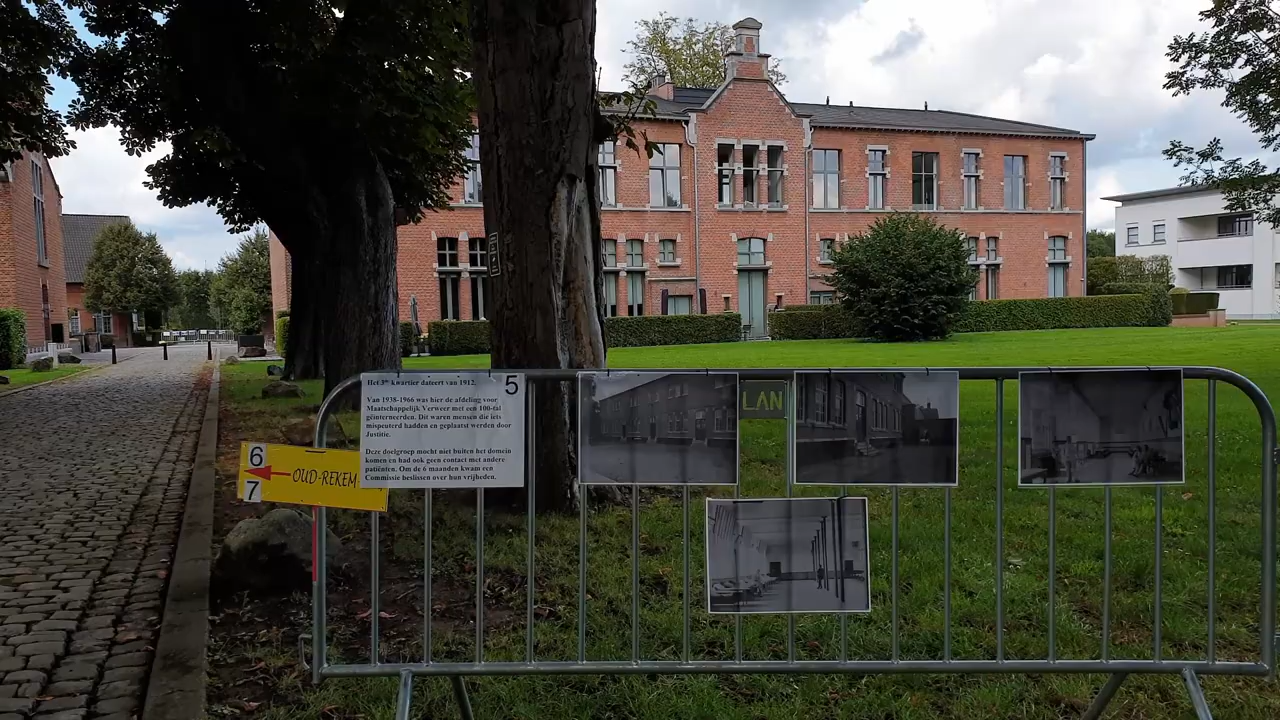 Het 3de kwartier dateert van 1912.
5
Van 1938-1966 was hier de afdeling voor
Maatschappelijk Verweer met een 100-tal
geïnterneerden. Dit waren mensen die iets
mispeuterd hadden en geplaatst werden door
Justitie.
Deze doelgroep mocht niet buiten het domein
komen en had ook geen contact met andere
patiënten. Om de 6 maanden kwam een
Commissie beslissen over hun vrijheden.
LAN
6
OUD-REKEM
7